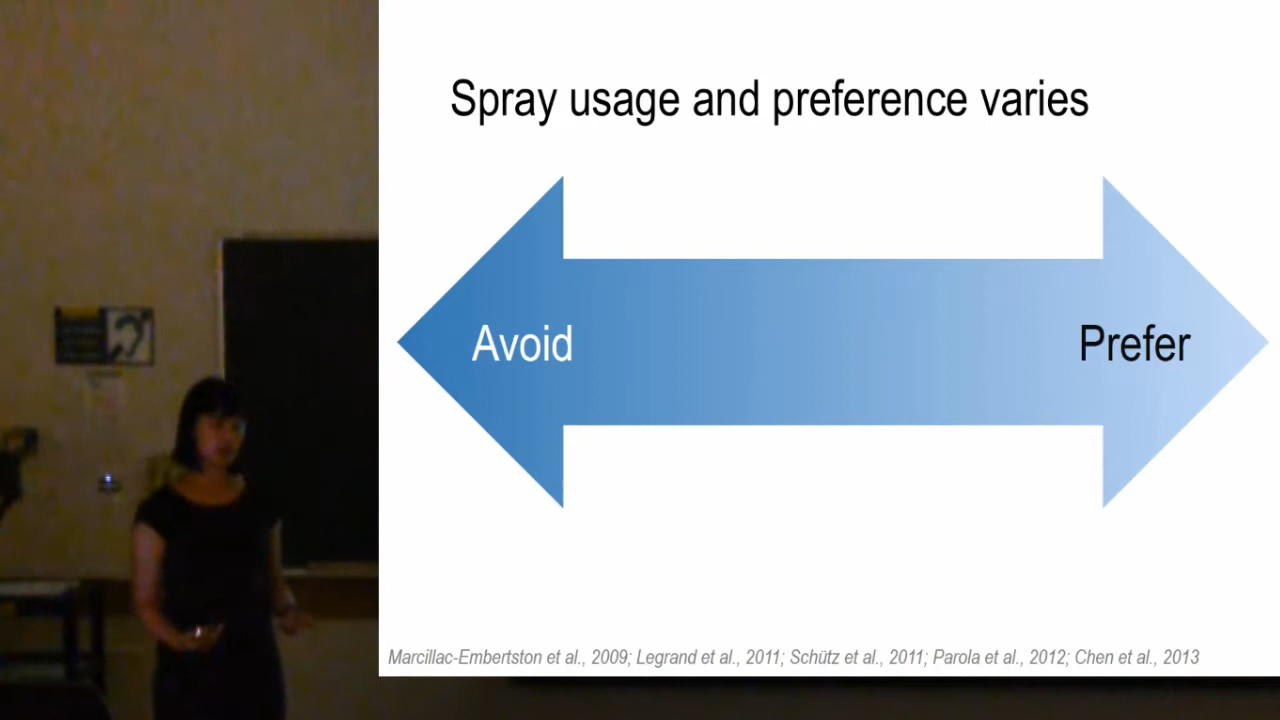 Spray usage and preference varies
Avoid
Prefer
Marcillac-Embertston et al., 2009; Legrand et al., 2011; Schütz et al., 2011; Parola et al., 2012; Chen et al., 2013